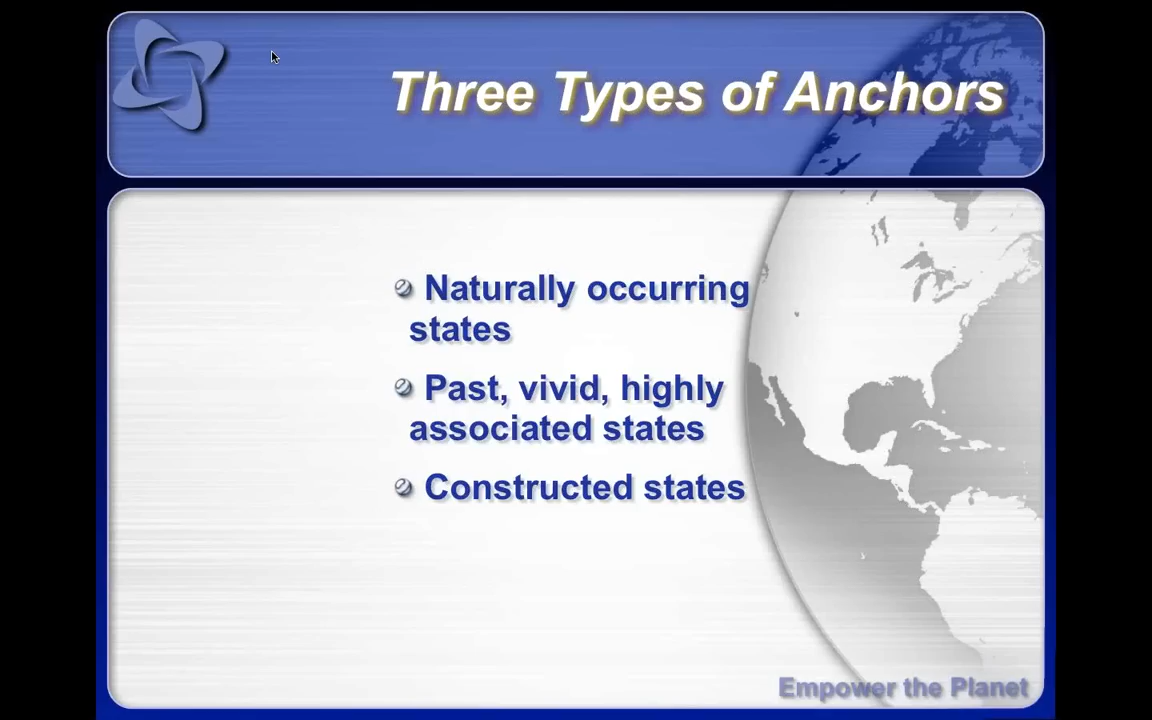 Three Types of Anchors
Naturally occurring
states
Past, vivid, highly
associated states
Constructed states
Empower the Planet